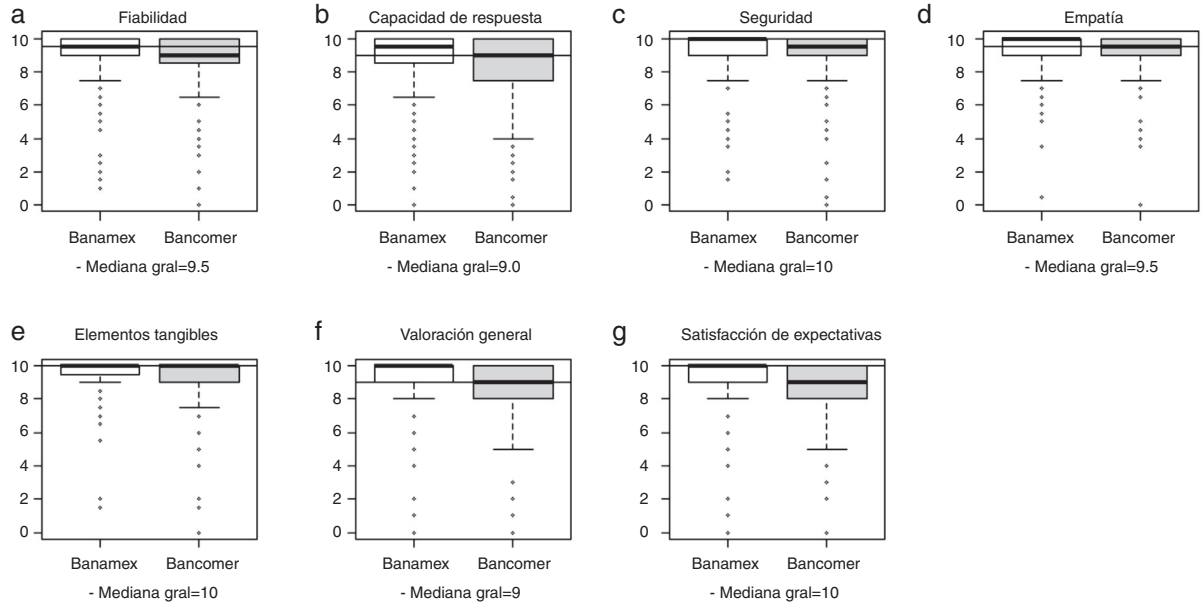 a Fiabilidad
10
8
6
4
2
0
Banamex Bancomer
- Mediana gral=9.5
b Capacidad de respuesta
10
8
6
4
2
0
Banamex Bancomer
- Mediana gral=9.0
c Seguridad
10
8
6
4
2
0
Banamex Bancomer
- Mediana gral=10
d Empatía
10
8
6
4
2
0
Banamex Bancomer
- Mediana gral=9.5
e Elementos tangibles
10
8
6
4
2
0
Banamex Bancomer
- Mediana gral=10
f Valoración general
10
8
6
4
2
0
Banamex Bancomer
- Mediana gral=9
g Satisfacción de expectativas
10
8
6
4
2
0
Banamex Bancomer
- Mediana gral=10